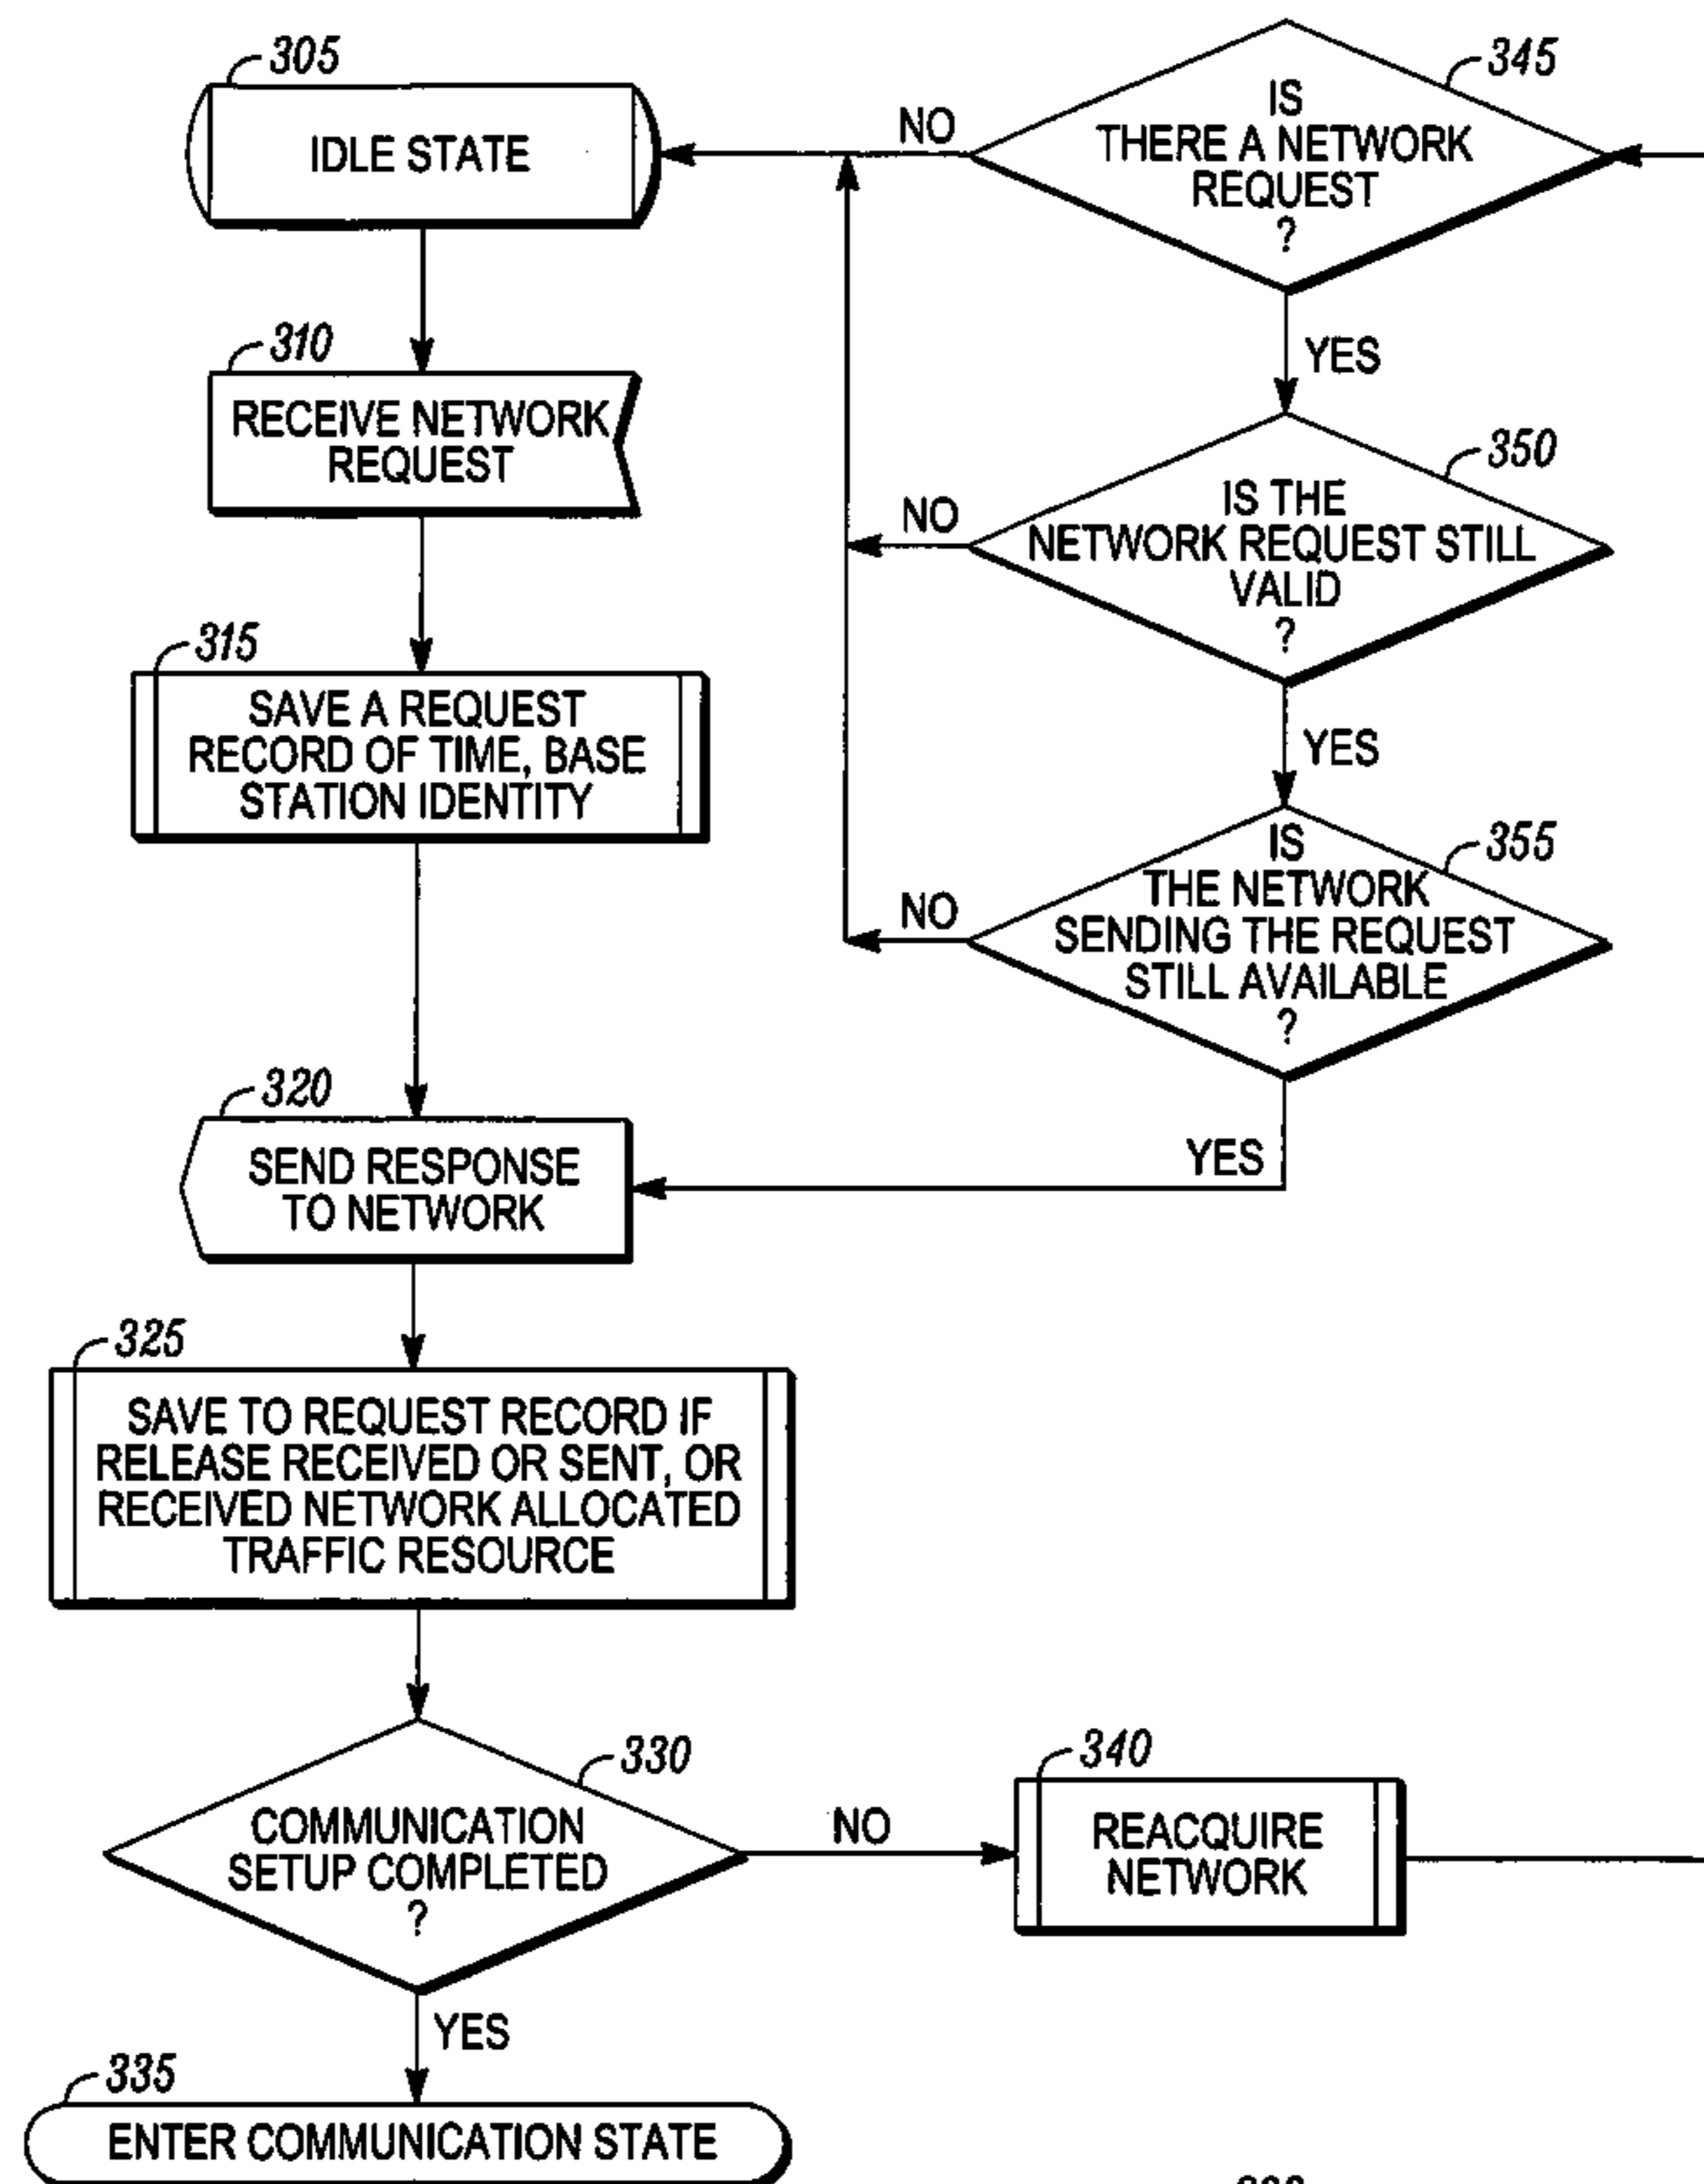 305
IDLE STATE
310
RECEIVE NETWORK
REQUEST
315
SAVE A REQUEST
RECORD OF TIME, BASE
STATION IDENTITY
320
SEND RESPONSE
TO NETWORK
325
SAVE TO REQUEST RECORD IF
RELEASE RECEIVED OR SENT, OR
RECEIVED NETWORK ALLOCATED
TRAFFIC RESOURCE
330
COMMUNICATION
SETUP COMPLETED
?
YES
335
ENTER COMMUNICATION STATE
NO
340
REACQUIRE
NETWORK
345
IS
THERE A NETWORK
REQUEST
?
NO
YES
350
IS THE
NETWORK REQUEST STILL
VALID
?
NO
YES
355
IS
THE NETWORK
SENDING THE REQUEST
STILL AVAILABLE
?
NO
YES